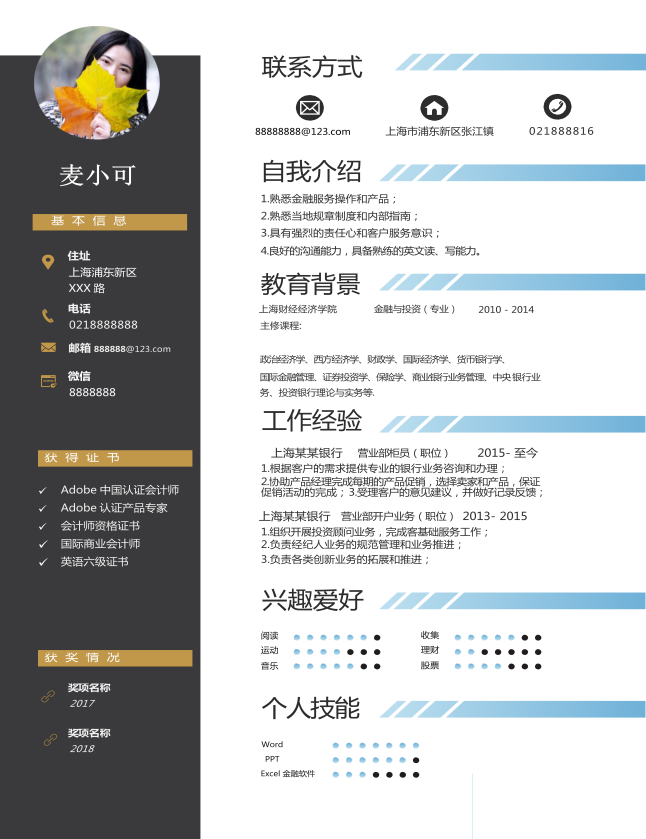 麦小可
基本信息
住址
上海浦东新区
XXX 路
电话
0218888888
邮箱 888888@123.com
微信
8888888
获得证书
Adobe 中国认证会计师
Adobe 认证产品专家
会计师资格证书
国际商业会计师
英语六级证书
获奖情况
奖项名称
2017
奖项名称
2018
联系方式
88888888@123.com 上海市浦东新区张江镇 021888816
自我介绍
1.熟悉金融服务操作和产品；
2.熟悉当地规章制度和内部指南；
3.具有强烈的责任心和客户服务意识；
4.良好的沟通能力，具备熟练的英文读、写能力。
教育背景
上海财经经济学院 金融与投资（专业） 2010 - 2014
主修课程:
政治经济学、西方经济学、财政学、国际经济学、货币银行学、
国际金融管理、证券投资学、保险学、商业银行业务管理、中央银行业
务、投资银行理论与实务等.
工作经验
上海某某银行 营业部柜员（职位） 2015- 至今
1.根据客户的需求提供专业的银行业务咨询和办理；
2.协助产品经理完成每期的产品促销，选择卖家和产品，保证
促销活动的完成；3.受理客户的意见建议，并做好记录反馈；
上海某某银行 营业部开户业务（职位） 2013- 2015
1.组织开展投资顾问业务，完成客基础服务工作；
2.负责经纪人业务的规范管理和业务推进；
3.负责各类创新业务的拓展和推进；
兴趣爱好
阅读 收集
运动 理财
音乐 股票
个人技能
Word
PPT
Excel 金融软件